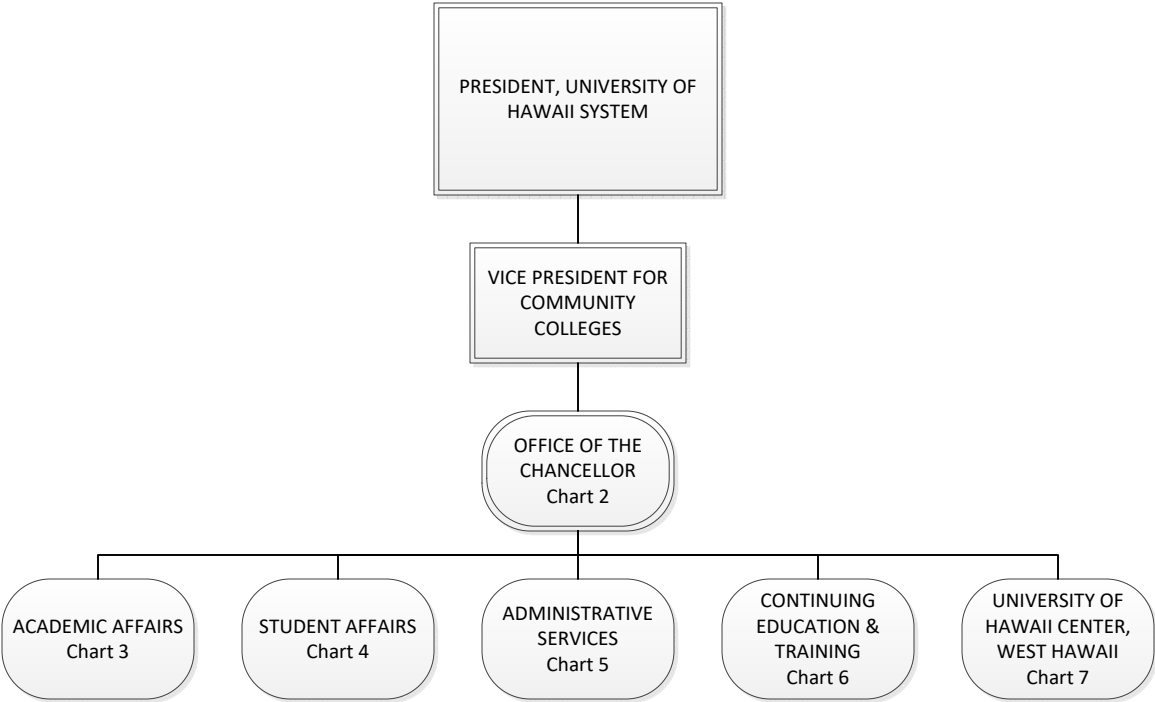 PRESIDENT, UNIVERSITY OF
HAWAII SYSTEM
VICE PRESIDENT FOR
COMMUNITY
COLLEGES
OFFICE OF THE
CHANCELLOR
Chart 2
ACADEMIC AFFAIRS
Chart 3
STUDENT AFFAIRS
Chart 4
ADMINISTRATIVE
SERVICES
Chart 5
CONTINUING
EDUCATION &
TRAINING
Chart 6
UNIVERSITY OF
HAWAII CENTER,
WEST HAWAII
Chart 7